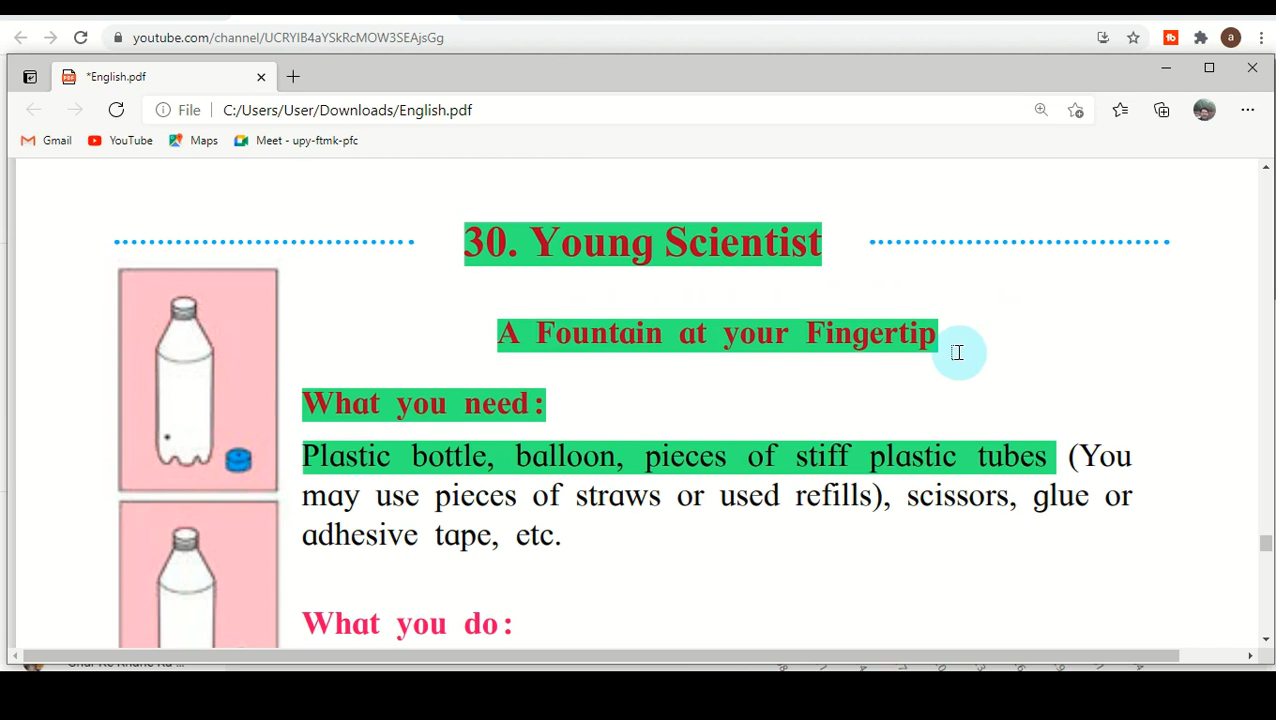 youtube.com/channel/UCRYIB4aYSkRcMOW3SEAjsGg
a
*English.pdf
File C:/Users/User/Downloads/English.pdf
Gmail YouTube Maps Meet - upy-ftmk-pfc
30. Young Scientist
A Fountain at your Fingertip
What you need:
Plastic bottle, balloon, pieces of stiff plastic tubes (You
may use pieces of straws or used refills), scissors, glue or
adhesive tape, etc.
What you do: